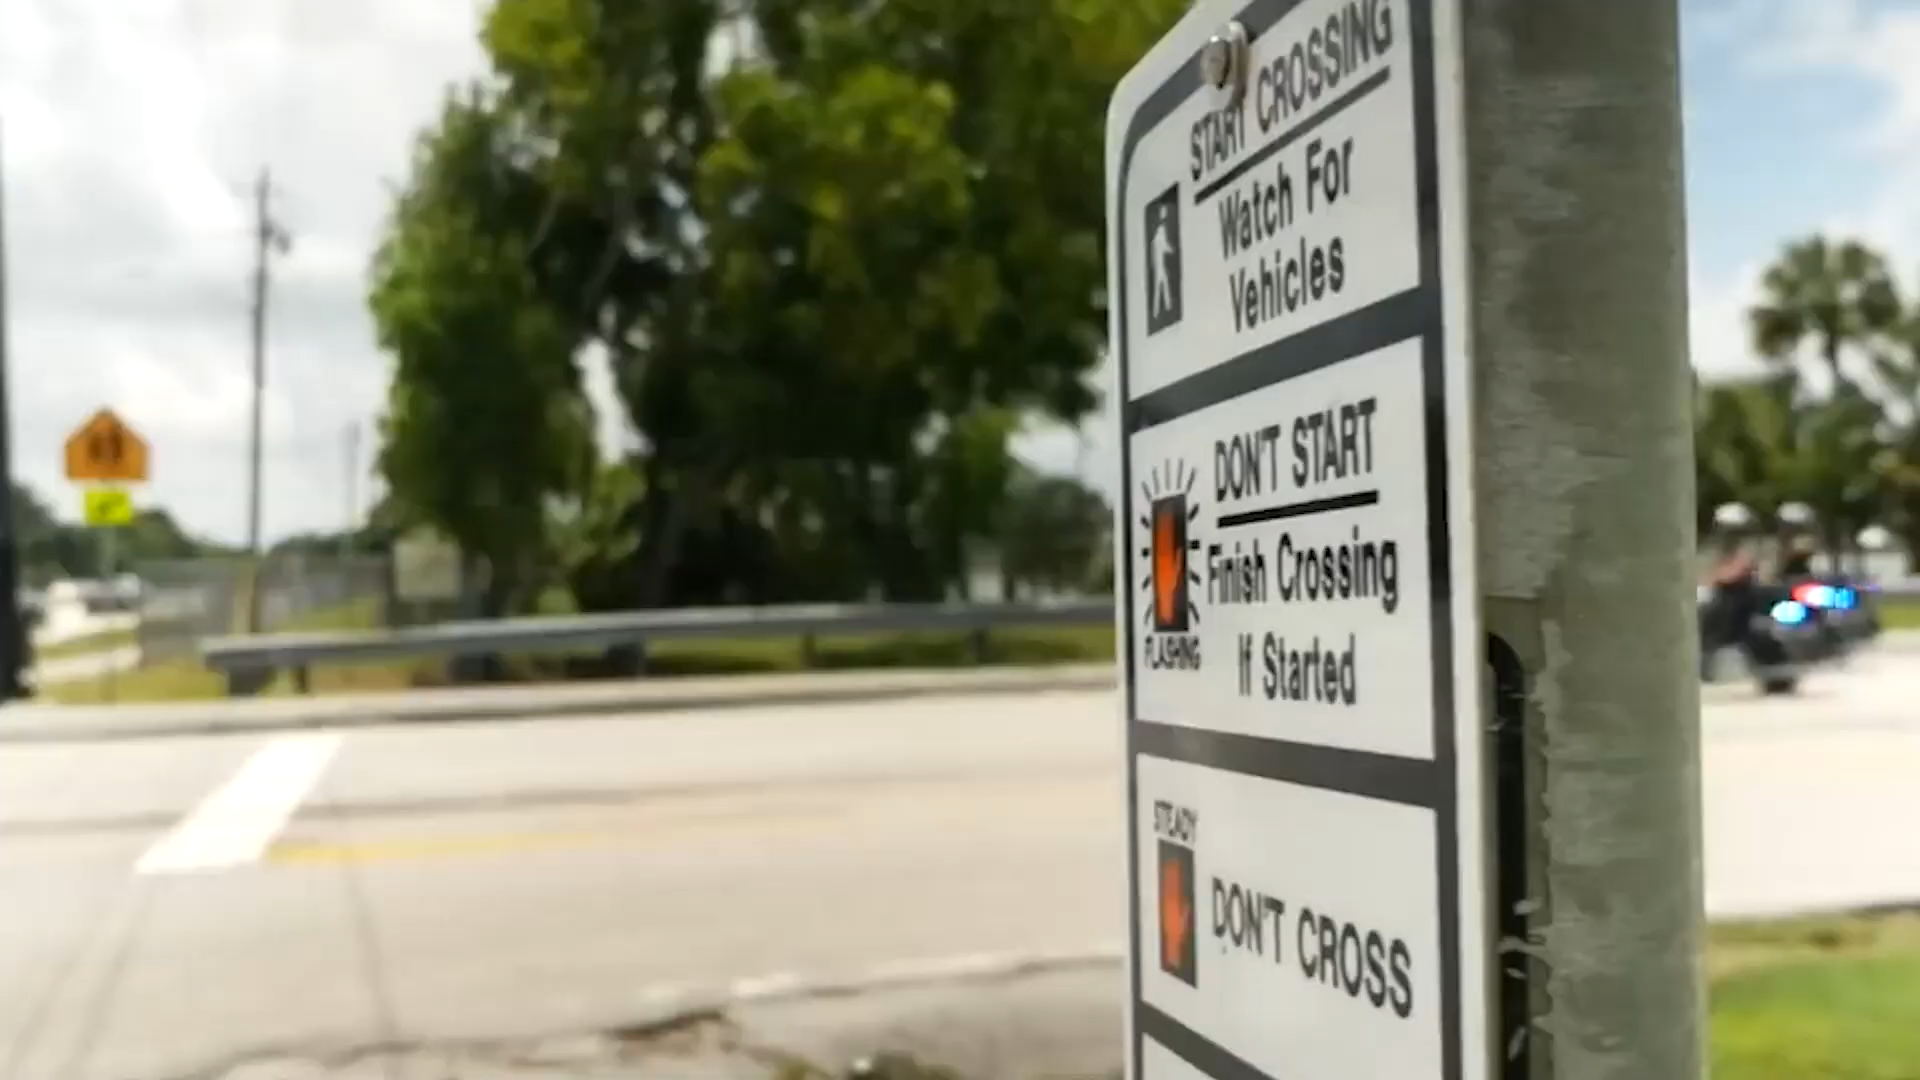 START CROSSING
Watch For
Vehicles
DON'T START
Finish Crossing
If Started
FLASHING
STEADY
DON'T CROSS